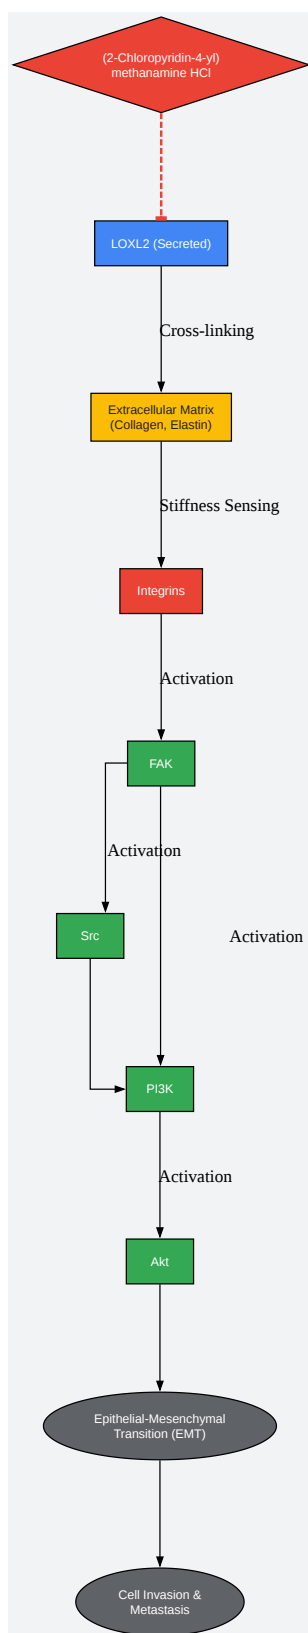 (2-Chloropyridin-4-yl)
methanamine HCl
LOXL2 (Secreted)
Cross-linking
Extracellular Matrix
(Collagen, Elastin)
Stiffness Sensing
Integrins
Activation
FAK
Activation
Src
Activation
PI3K
Activation
Akt
Epithelial-Mesenchymal
Transition (EMT)
Cell Invasion &
Metastasis